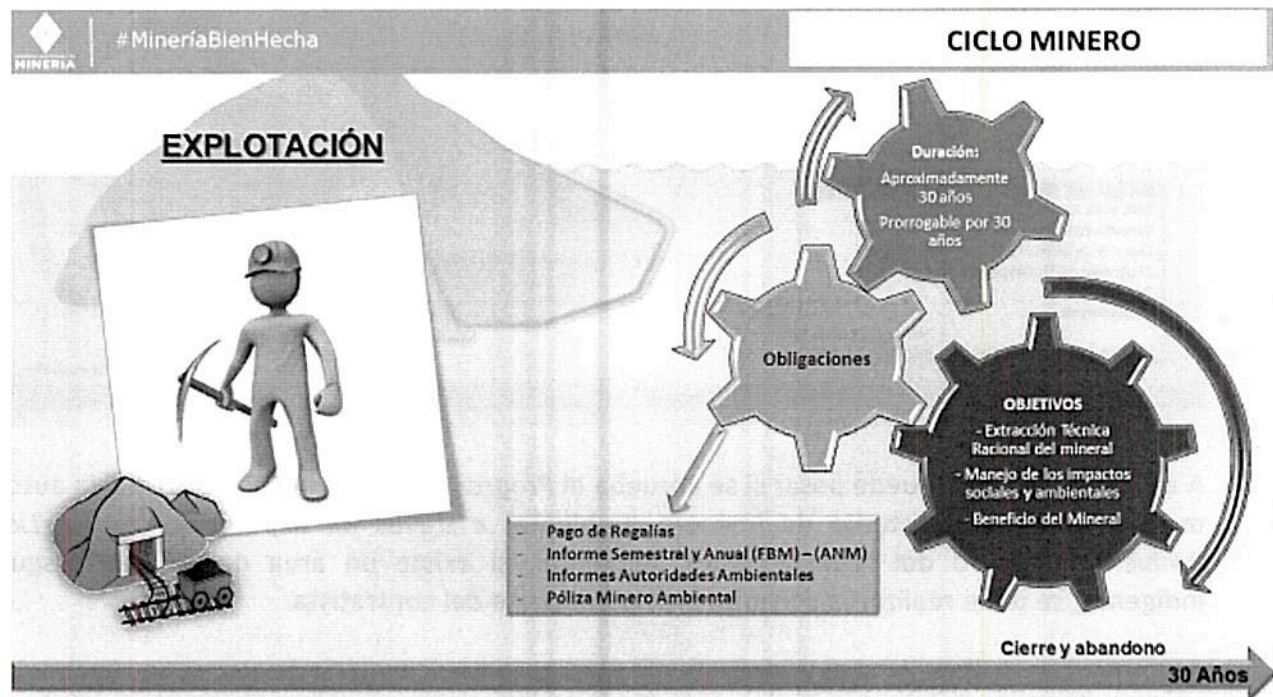 MINERÍA
#MineríaBienHecha
CICLO MINERO
EXPLOTACIÓN
Duración:
Aproximadamente
30 años
Prorrogable por 30
años
Obligaciones
OBJETIVOS
- Extracción Técnica
Racional del mineral
- Manejo de los impactos
sociales y ambientales
- Beneficio del Mineral
- Pago de Regalías
- Informe Semestral y Anual (FBM) – (ANM)
- Informes Autoridades Ambientales
- Póliza Minero Ambiental
Cierre y abandono
30 Años